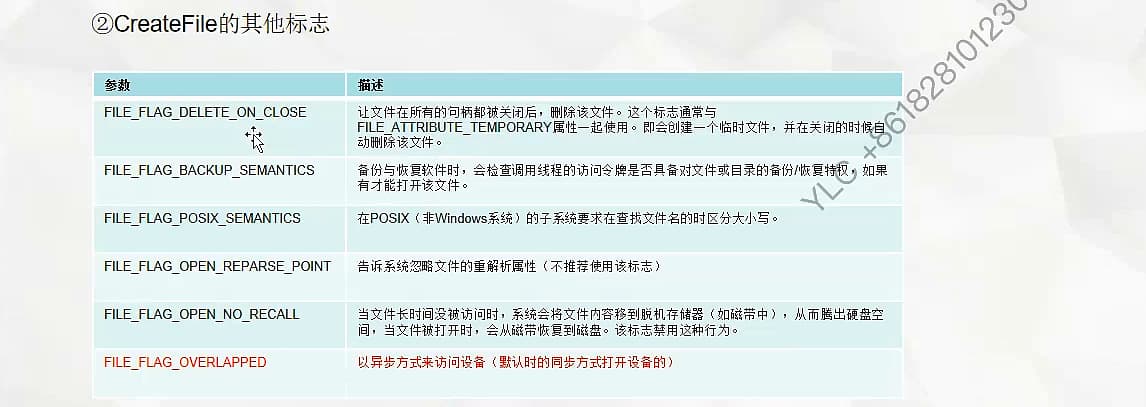 ②CreateFile的其他标志
参数 描述
FILE_FLAG_DELETE_ON_CLOSE 让文件在所有的句柄都被关闭后，删除该文件。这个标志通常与
FILE_ATTRIBUTE_TEMPORARY属性一起使用。即会创建一个临时文件，并在关闭的时候自
动删除该文件。
FILE_FLAG_BACKUP_SEMANTICS 备份与恢复软件时，会检查调用线程的访问令牌是否具备对文件或目录的备份/恢复特权，如果
有才能打开该文件。
FILE_FLAG_POSIX_SEMANTICS 在POSIX（非Windows系统）的子系统要求在查找文件名的时区分大小写。
FILE_FLAG_OPEN_REPARSE_POINT 告诉系统忽略文件的重解析属性（不推荐使用该标志）
FILE_FLAG_OPEN_NO_RECALL 当文件长时间没被访问时，系统会将文件内容移到脱机存储器（如磁带中），从而腾出硬盘空
间，当文件被打开时，会从磁带恢复到磁盘。该标志禁用这种行为。
FILE_FLAG_OVERLAPPED 以异步方式来访问设备（默认时的同步方式打开设备的）
YLC +861828101230